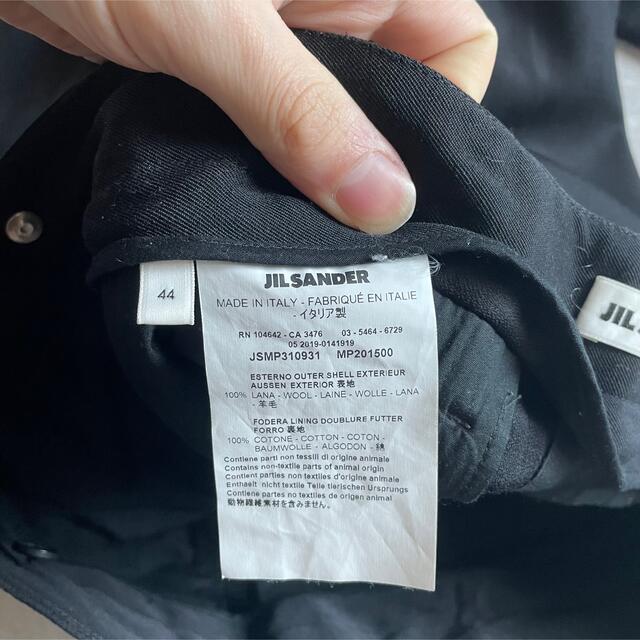 44
JIL SANDER
MADE IN ITALY - FABRIQUÉ EN ITALIE
- イタリア製
RN 104642 - CA 3476 03 - 5464 - 6729
05 2019-0141919
JSMP310931 MP201500
ESTERNO OUTER SHELL EXTERIEUR
AUSSEN EXTERIOR 表地
100% LANA - WOOL - LAINE - WOLLE - LANA
- 羊毛
FODERA LINING DOUBLURE FUTTER
FORRO 裏地
100% COTONE - COTTON - COTON -
BAUMWOLLE - ALGODON - 綿
Contiene parti non tessili di origine animale
Contains non-textile parts of animal origin
Contient parties non textiles d'origine animale
Enthaelt nicht textile Teile tierischen Ursprungs
Contiene partes no textiles de origen animal
動物繊維素材を含みます。
JIL